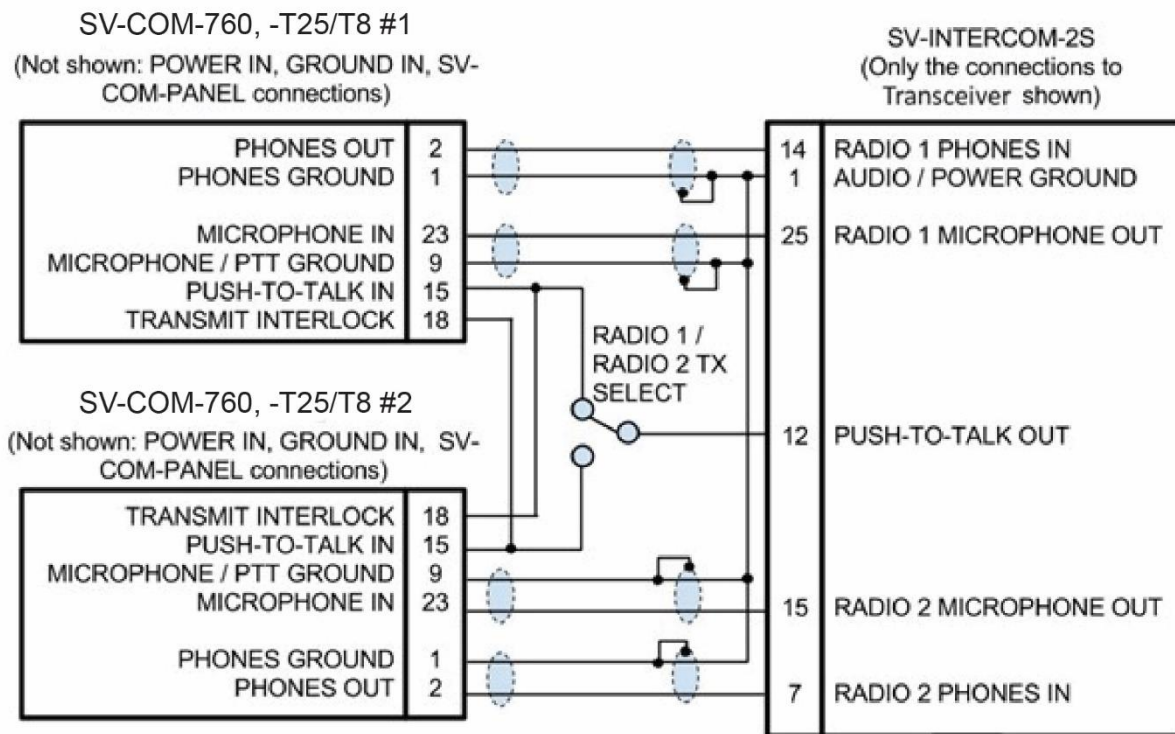 SV-COM-760, -T25/T8 #1
(Not shown: POWER IN, GROUND IN, SV-
COM-PANEL connections)
PHONES OUT 2
PHONES GROUND 1
MICROPHONE IN 23
MICROPHONE / PTT GROUND 9
PUSH-TO-TALK IN 15
TRANSMIT INTERLOCK 18
SV-COM-760, -T25/T8 #2
(Not shown: POWER IN, GROUND IN, SV-
COM-PANEL connections)
TRANSMIT INTERLOCK 18
PUSH-TO-TALK IN 15
MICROPHONE / PTT GROUND 9
MICROPHONE IN 23
PHONES GROUND 1
PHONES OUT 2
RADIO 1 /
RADIO 2 TX
SELECT
SV-INTERCOM-2S
(Only the connections to
Transceiver shown)
14 RADIO 1 PHONES IN
1 AUDIO / POWER GROUND
25 RADIO 1 MICROPHONE OUT
12 PUSH-TO-TALK OUT
15 RADIO 2 MICROPHONE OUT
7 RADIO 2 PHONES IN